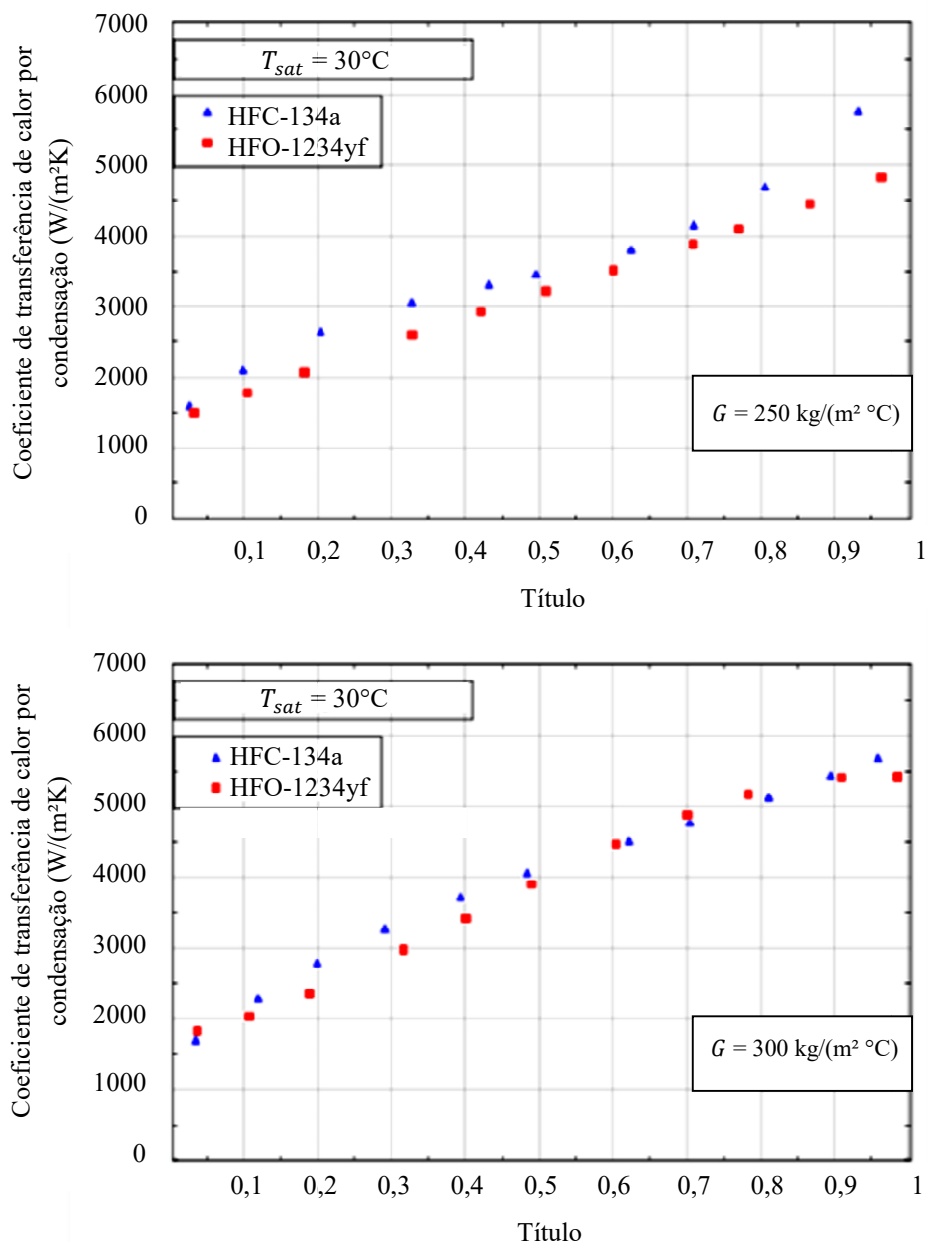 Coeficiente de transferência de calor por
condensação (W/(m²K)
7000
6000
5000
4000
3000
2000
1000
0
𝑇𝑠𝑎𝑡 = 30°C
HFC-134a
HFO-1234yf
𝐺 = 250 kg/(m² °C)
0,1 0,2 0,3 0,4 0,5 0,6 0,7 0,8 0,9 1
Título
Coeficiente de transferência de calor por
condensação (W/(m²K)
7000
6000
5000
4000
3000
2000
1000
0
𝑇𝑠𝑎𝑡 = 30°C
HFC-134a
HFO-1234yf
𝐺 = 300 kg/(m² °C)
0,1 0,2 0,3 0,4 0,5 0,6 0,7 0,8 0,9 1
Título